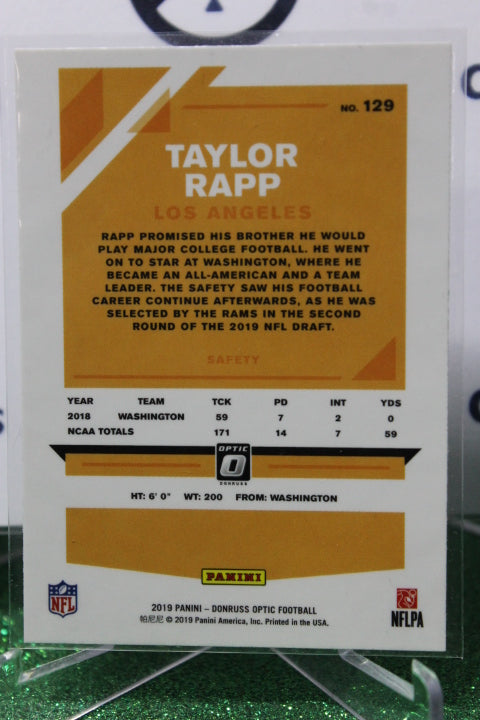 NO. 129
TAYLOR
RAPP
LOS ANGELES
RAPP PROMISED HIS BROTHER HE WOULD
PLAY MAJOR COLLEGE FOOTBALL. HE WENT
ON TO STAR AT WASHINGTON, WHERE HE
BECAME AN ALL-AMERICAN AND A TEAM
LEADER. THE SAFETY SAW HIS FOOTBALL
CAREER CONTINUE AFTERWARDS, AS HE WAS
SELECTED BY THE RAMS IN THE SECOND
ROUND OF THE 2019 NFL DRAFT.
SAFETY
YEAR TEAM TCK PD INT YDS
2018 WASHINGTON 59 7 2 0
NCAA TOTALS 171 14 7 59
OPTIC
DONRUSS
HT: 6' 0" WT: 200 FROM: WASHINGTON
PANINI
NFL
2019 PANINI – DONRUSS OPTIC FOOTBALL
帕尼尼 © 2019 Panini America, Inc. Printed in the USA.
NFLPA